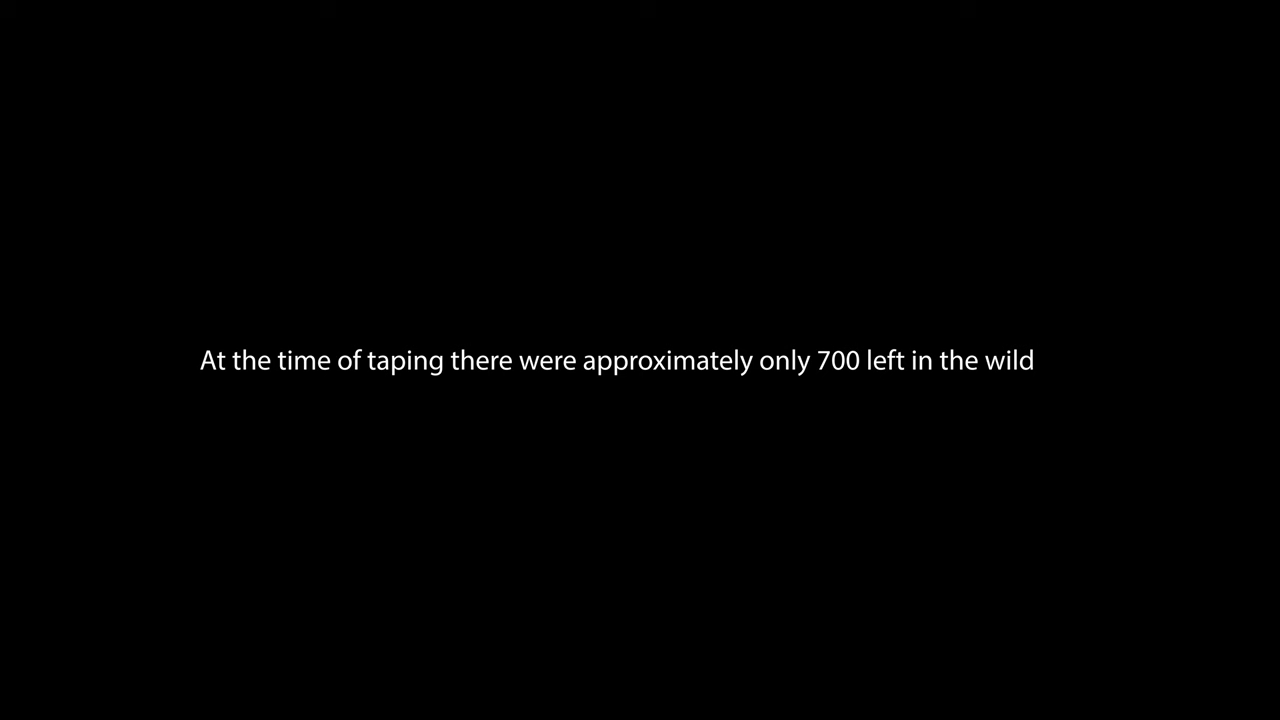 At the time of taping there were approximately only 700 left in the wild